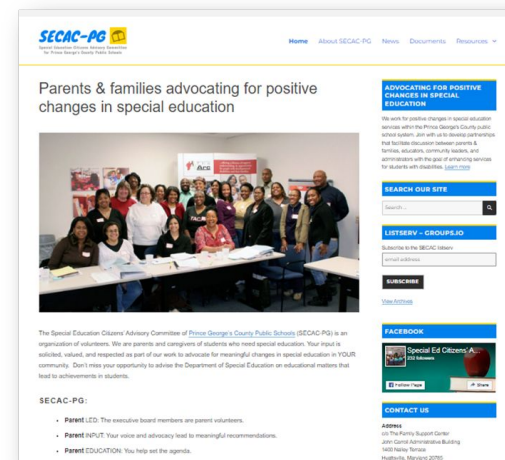 SECAC-PG
Special Education Citizens Advisory Committee
for Prince George's County Public Schools
Home About SECAC-PG News Documents Resources
Parents & families advocating for positive
changes in special education
The Special Education Citizens' Advisory Committee of Prince George's County Public Schools (SECAC-PG) is an
organization of volunteers. We are parents and caregivers of students who need special education. Your input is
solicited, valued, and respected as part of our work to advocate for meaningful changes in special education in YOUR
community. Don't miss your opportunity to advise the Department of Special Education on educational matters that
lead to achievements in students.
SECAC-PG:
• Parent LED: The executive board members are parent volunteers.
• Parent INPUT: Your voice and advocacy lead to meaningful recommendations.
• Parent EDUCATION: You help set the agenda.
ADVOCATING FOR POSITIVE
CHANGES IN SPECIAL
EDUCATION
We work for positive changes in special education
services within the Prince George's County public
school system. Join with us to develop partnerships
that facilitate discussion between parents &
families, educators, community leaders, and
administrators with the goal of enhancing services
for students with disabilities. Learn more
SEARCH OUR SITE
Search ...
LISTSERV – GROUPS.IO
Subscribe to the SECAC listserv
email address
SUBSCRIBE
View Archives
FACEBOOK
Special Ed Citizens' A...
232 followers
Follow Page Share
CONTACT US
Address
c/o The Family Support Center
John Carroll Administrative Building
1400 Nalley Terrace
Hyattsville, Maryland 20785